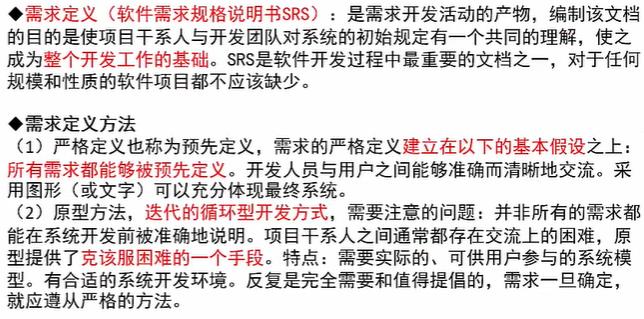 ◆需求定义（软件需求规格说明书SRS）：是需求开发活动的产物，编制该文档
的目的是使项目干系人与开发团队对系统的初始规定有一个共同的理解，使之
成为整个开发工作的基础。SRS是软件开发过程中最重要的文档之一，对于任何
规模和性质的软件项目都不应该缺少。
◆需求定义方法
（1）严格定义也称为预先定义，需求的严格定义建立在以下的基本假设之上：
所有需求都能够被预先定义。开发人员与用户之间能够准确而清晰地交流。采
用图形（或文字）可以充分体现最终系统。
（2）原型方法，迭代的循环型开发方式，需要注意的问题：并非所有的需求都
能在系统开发前被准确地说明。项目干系人之间通常都存在交流上的困难，原
型提供了克该服困难的一个手段。特点：需要实际的、可供用户参与的系统模
型。有合适的系统开发环境。反复是完全需要和值得提倡的，需求一旦确定，
就应遵从严格的方法。